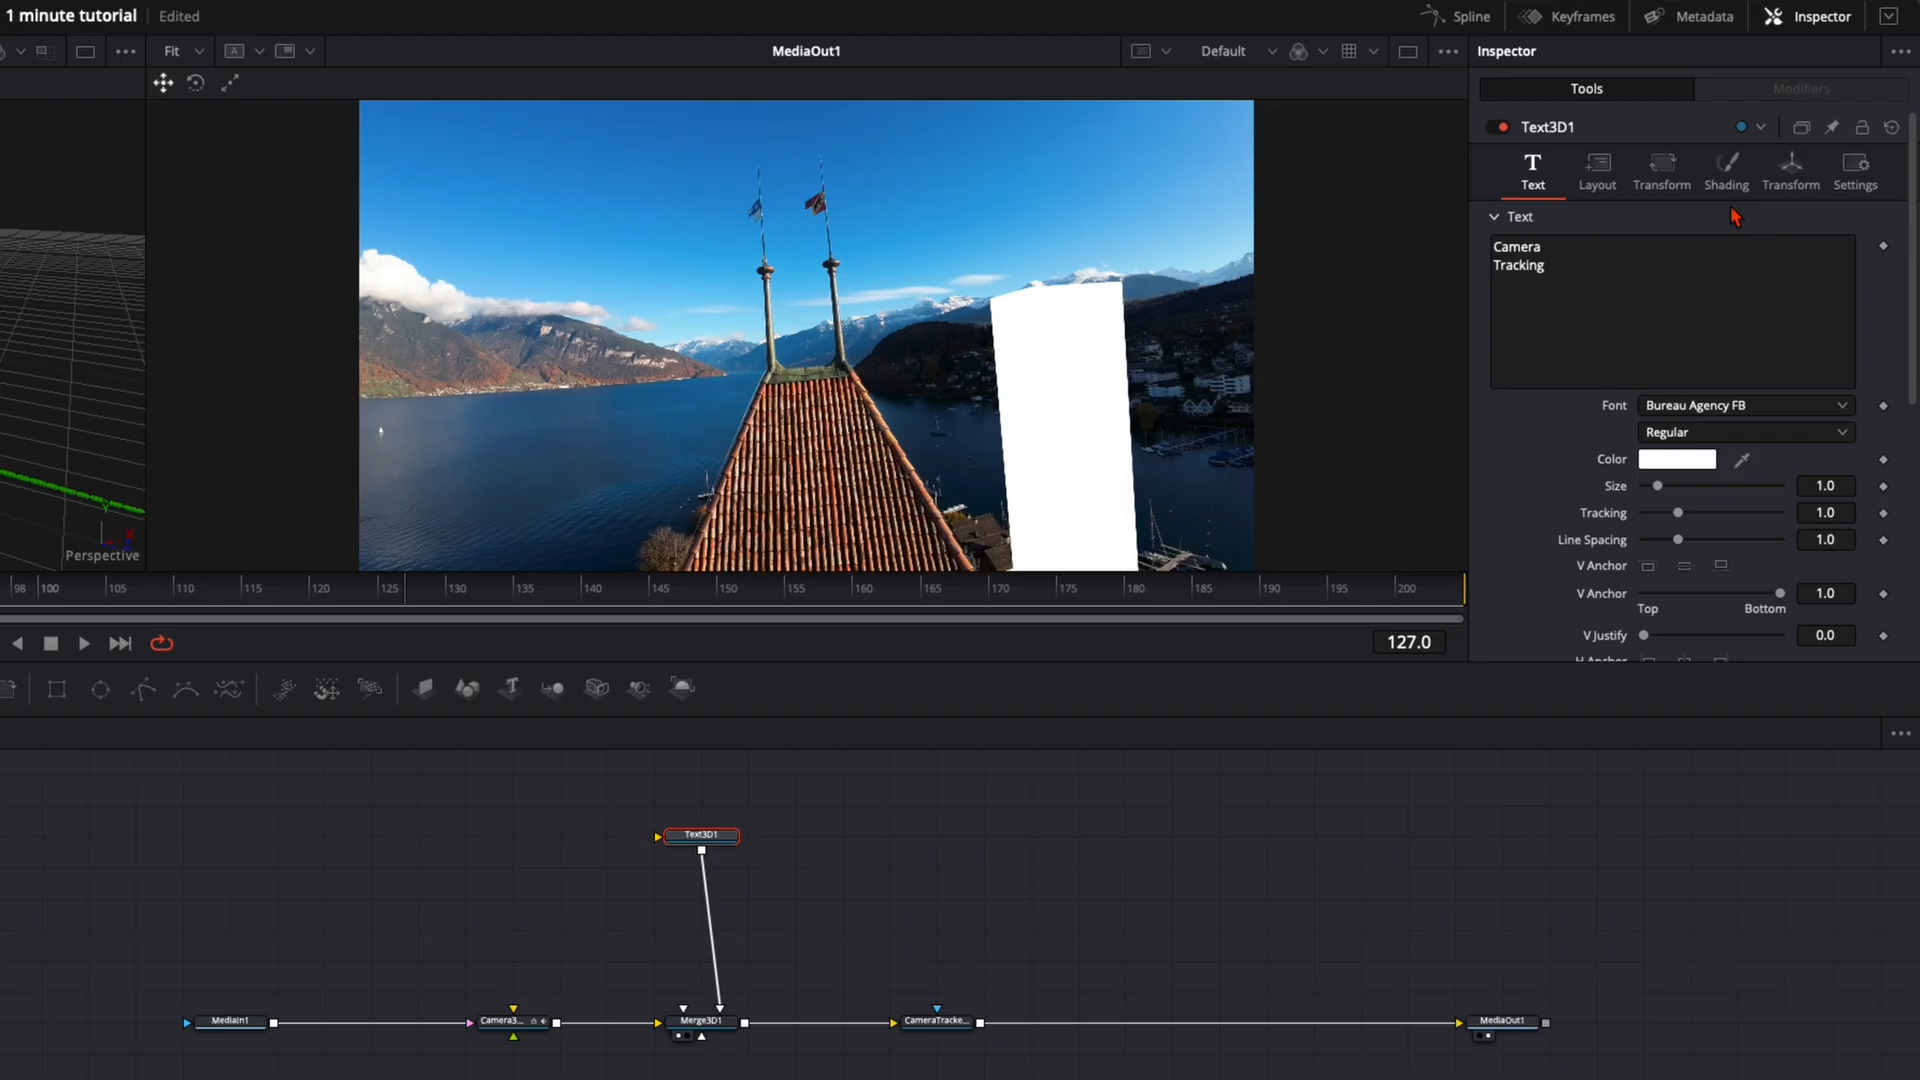 1 minute tutorial Edited Spline Keyframes Metadata Inspector
Fit A MediaOut1 Default Inspector
Tools Modifiers
Text3D1
Text Layout Transform Shading Transform Settings
Text
Camera
Tracking
Font Bureau Agency FB
Regular
Color
Size 1.0
Tracking 1.0
Line Spacing 1.0
V Anchor
V Anchor 1.0
Top Bottom
V Justify 0.0
H Anchor
Perspective
98 100 105 110 115 120 125 130 135 140 145 150 155 160 165 170 175 180 185 190 195 200
127.0
Text3D1
MediaIn1 Camera3... Merge3D1 CameraTracke... MediaOut1